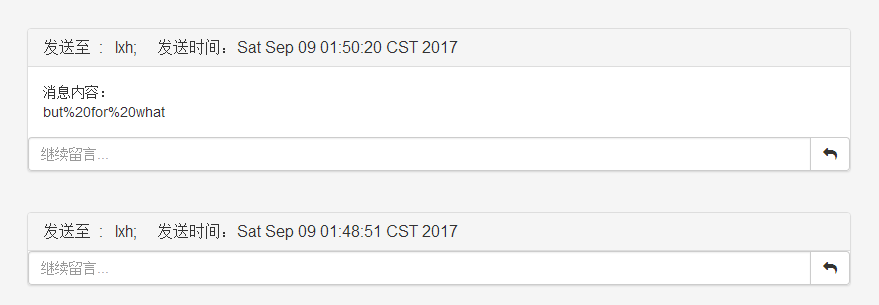 发送至 : lxh; 发送时间：Sat Sep 09 01:50:20 CST 2017
消息内容：
but%20for%20what
继续留言...
发送至 : lxh; 发送时间：Sat Sep 09 01:48:51 CST 2017
继续留言...